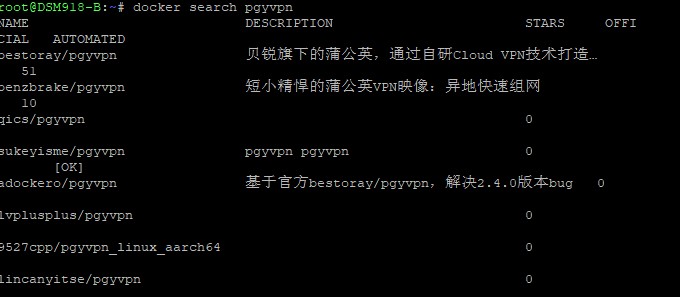 root@DSM918-B:~# docker search pgyvpn
NAME DESCRIPTION STARS OFFI
CIAL AUTOMATED
bestoray/pgyvpn 贝锐旗下的蒲公英，通过自研Cloud VPN技术打造…
51
benzbrake/pgyvpn 短小精悍的蒲公英VPN映像：异地快速组网
10
qics/pgyvpn 0
sukeyisme/pgyvpn pgyvpn pgyvpn 0
[OK]
adockero/pgyvpn 基于官方bestoray/pgyvpn，解决2.4.0版本bug 0
lvplusplus/pgyvpn 0
9527cpp/pgyvpn_linux_aarch64 0
lincanyitse/pgyvpn 0